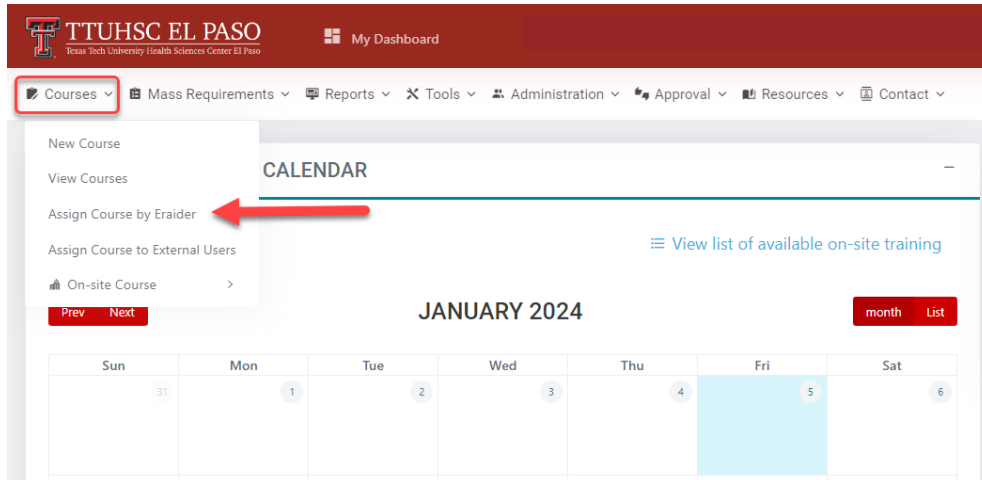 TTUHSC EL PASO
Texas Tech University Health Sciences Center El Paso
My Dashboard
Courses Mass Requirements Reports Tools Administration Approval Resources Contact
New Course
View Courses
Assign Course by Eraider
Assign Course to External Users
On-site Course
CALENDAR
View list of available on-site training
Prev Next
JANUARY 2024
month List
Sun Mon Tue Wed Thu Fri Sat
31 1 2 3 4 5 6